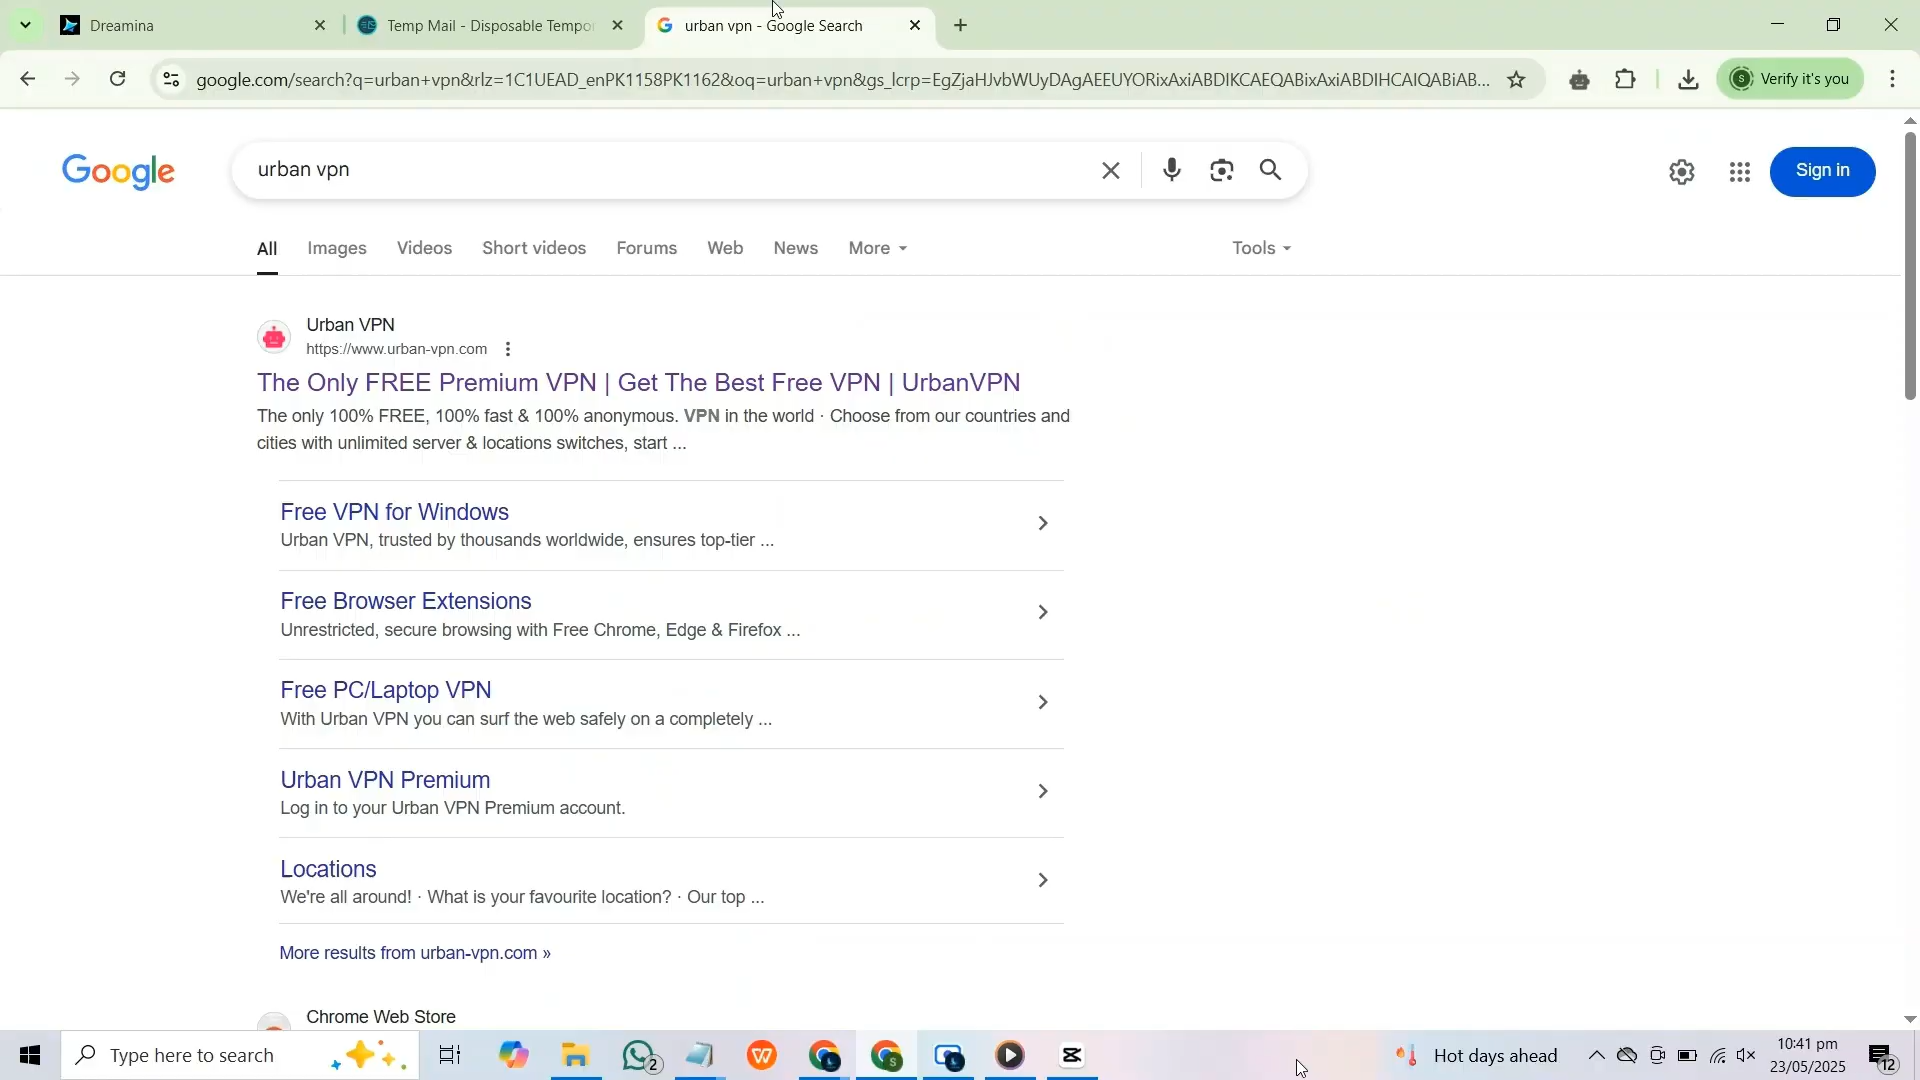 Dreamina
Temp Mail - Disposable Tempo
urban vpn - Google Search
google.com/search?q=urban+vpn&rlz=1C1UEAD_enPK1158PK1162&oq=urban+vpn&gs_lcrp=EgZjaHJvbWUyDAgAEEUYORixAxiABDIKCAEQABixAxiABDIHCAIQABiAB...
Verify it's you
Google
urban vpn
Sign in
All
Images
Videos
Short videos
Forums
Web
News
More
Tools
Urban VPN
https://www.urban-vpn.com
The Only FREE Premium VPN | Get The Best Free VPN | UrbanVPN
The only 100% FREE, 100% fast & 100% anonymous. VPN in the world · Choose from our countries and
cities with unlimited server & locations switches, start ...
Free VPN for Windows
Urban VPN, trusted by thousands worldwide, ensures top-tier ...
Free Browser Extensions
Unrestricted, secure browsing with Free Chrome, Edge & Firefox ...
Free PC/Laptop VPN
With Urban VPN you can surf the web safely on a completely ...
Urban VPN Premium
Log in to your Urban VPN Premium account.
Locations
We're all around! · What is your favourite location? · Our top ...
More results from urban-vpn.com »
Chrome Web Store
Type here to search
2
Hot days ahead
10:41 pm
23/05/2025
12